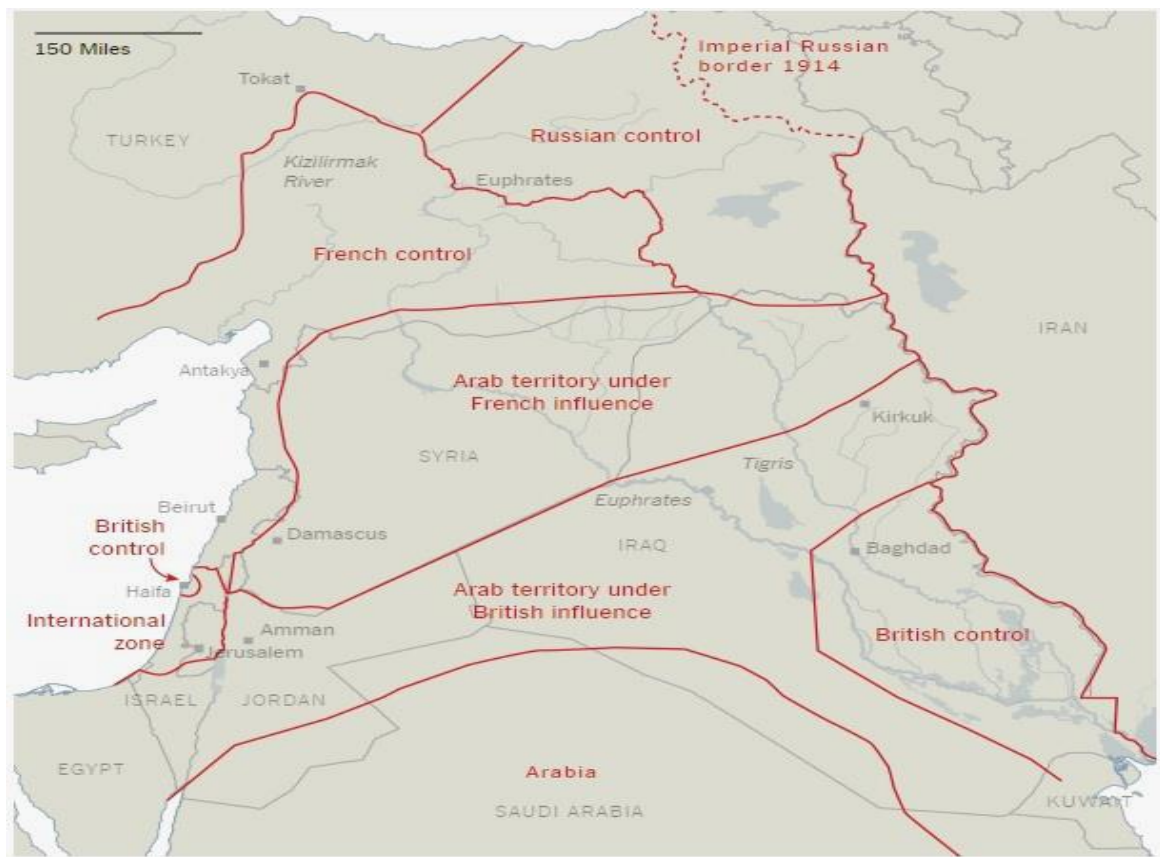 150 Miles
Imperial Russian
border 1914
Tokat
TURKEY
Russian control
Kizilirmak
River
Euphrates
French control
IRAN
Antakya
Arab territory under
French influence
Kirkuk
SYRIA
Tigris
Euphrates
Beirut
British
control
Damascus
IRAQ
Baghdad
Haifa
Arab territory under
British influence
International
zone
Amman
British control
Jerusalem
ISRAEL
JORDAN
EGYPT
Arabia
SAUDI ARABIA
KUWAIT